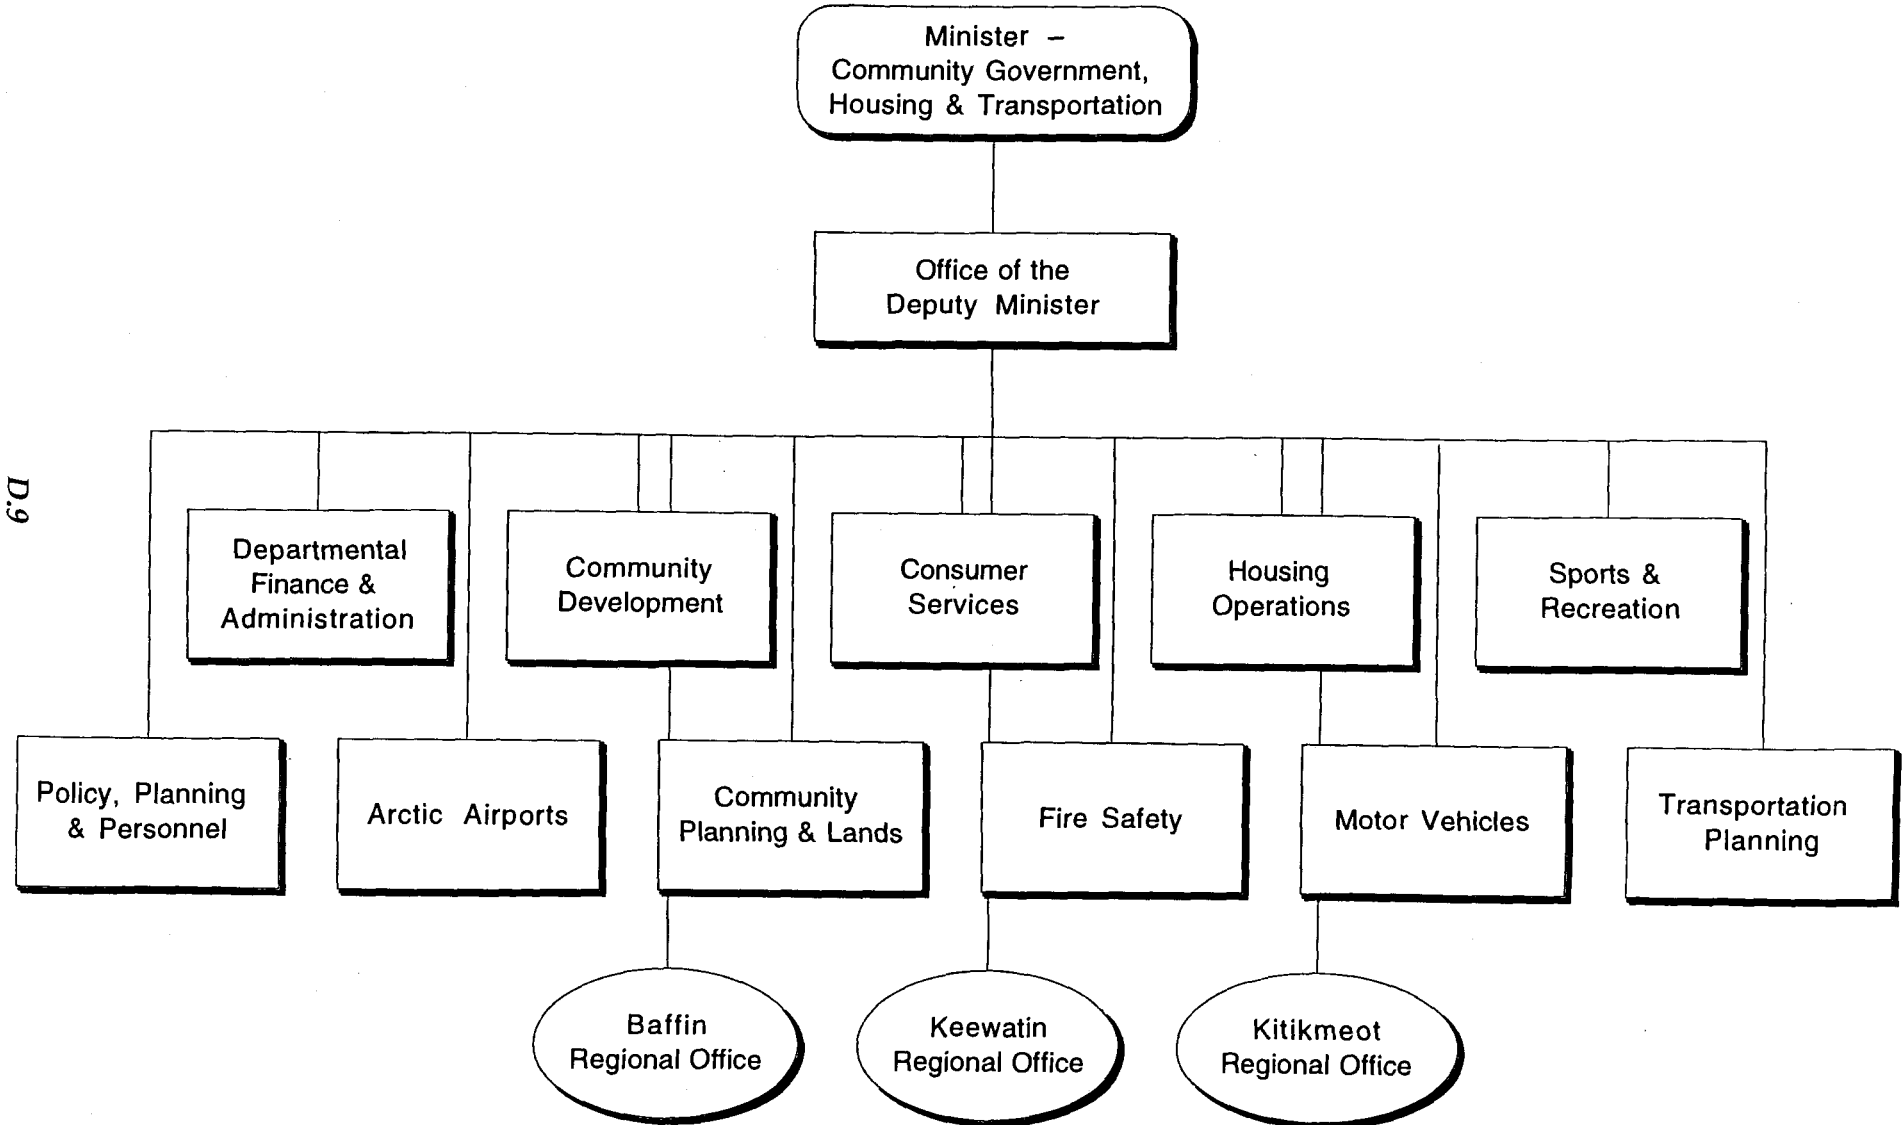 Minister –
Community Government,
Housing & Transportation
Office of the
Deputy Minister
D.9
Departmental
Finance &
Administration
Community
Development
Consumer
Services
Housing
Operations
Sports &
Recreation
Policy, Planning
& Personnel
Arctic Airports
Community
Planning & Lands
Fire Safety
Motor Vehicles
Transportation
Planning
Baffin
Regional Office
Keewatin
Regional Office
Kitikmeot
Regional Office